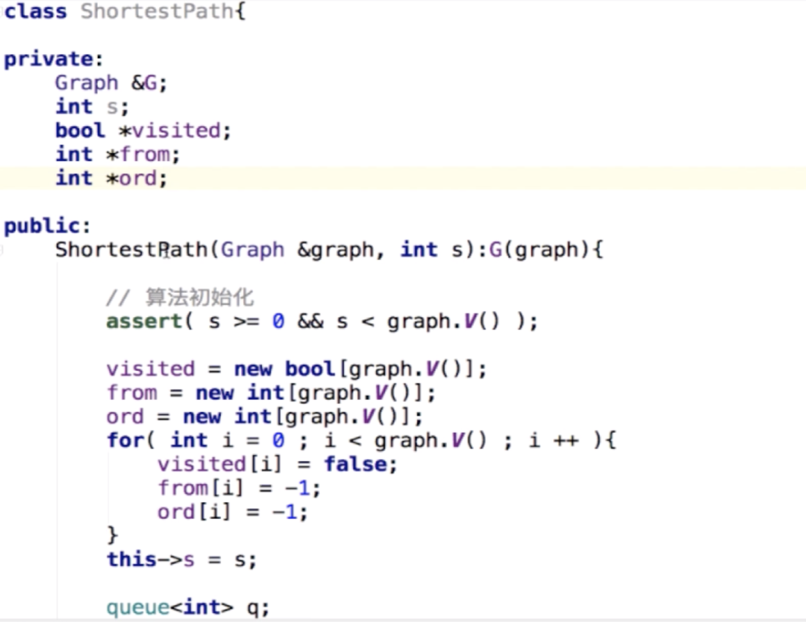 class ShortestPath{
private:
Graph &G;
int s;
bool *visited;
int *from;
int *ord;
public:
ShortestPath(Graph &graph, int s):G(graph){
// 算法初始化
assert( s >= 0 && s < graph.V() );
visited = new bool[graph.V()];
from = new int[graph.V()];
ord = new int[graph.V()];
for( int i = 0 ; i < graph.V() ; i ++ ){
visited[i] = false;
from[i] = -1;
ord[i] = -1;
}
this->s = s;
queue<int> q;